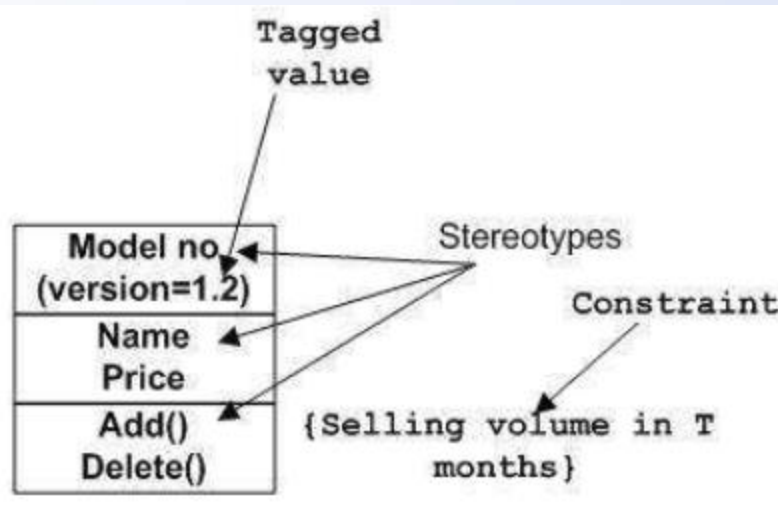 Tagged
value
Model no
(version=1.2)
Name
Price
Add()
Delete()
Stereotypes
Constraint
{Selling volume in T
months}